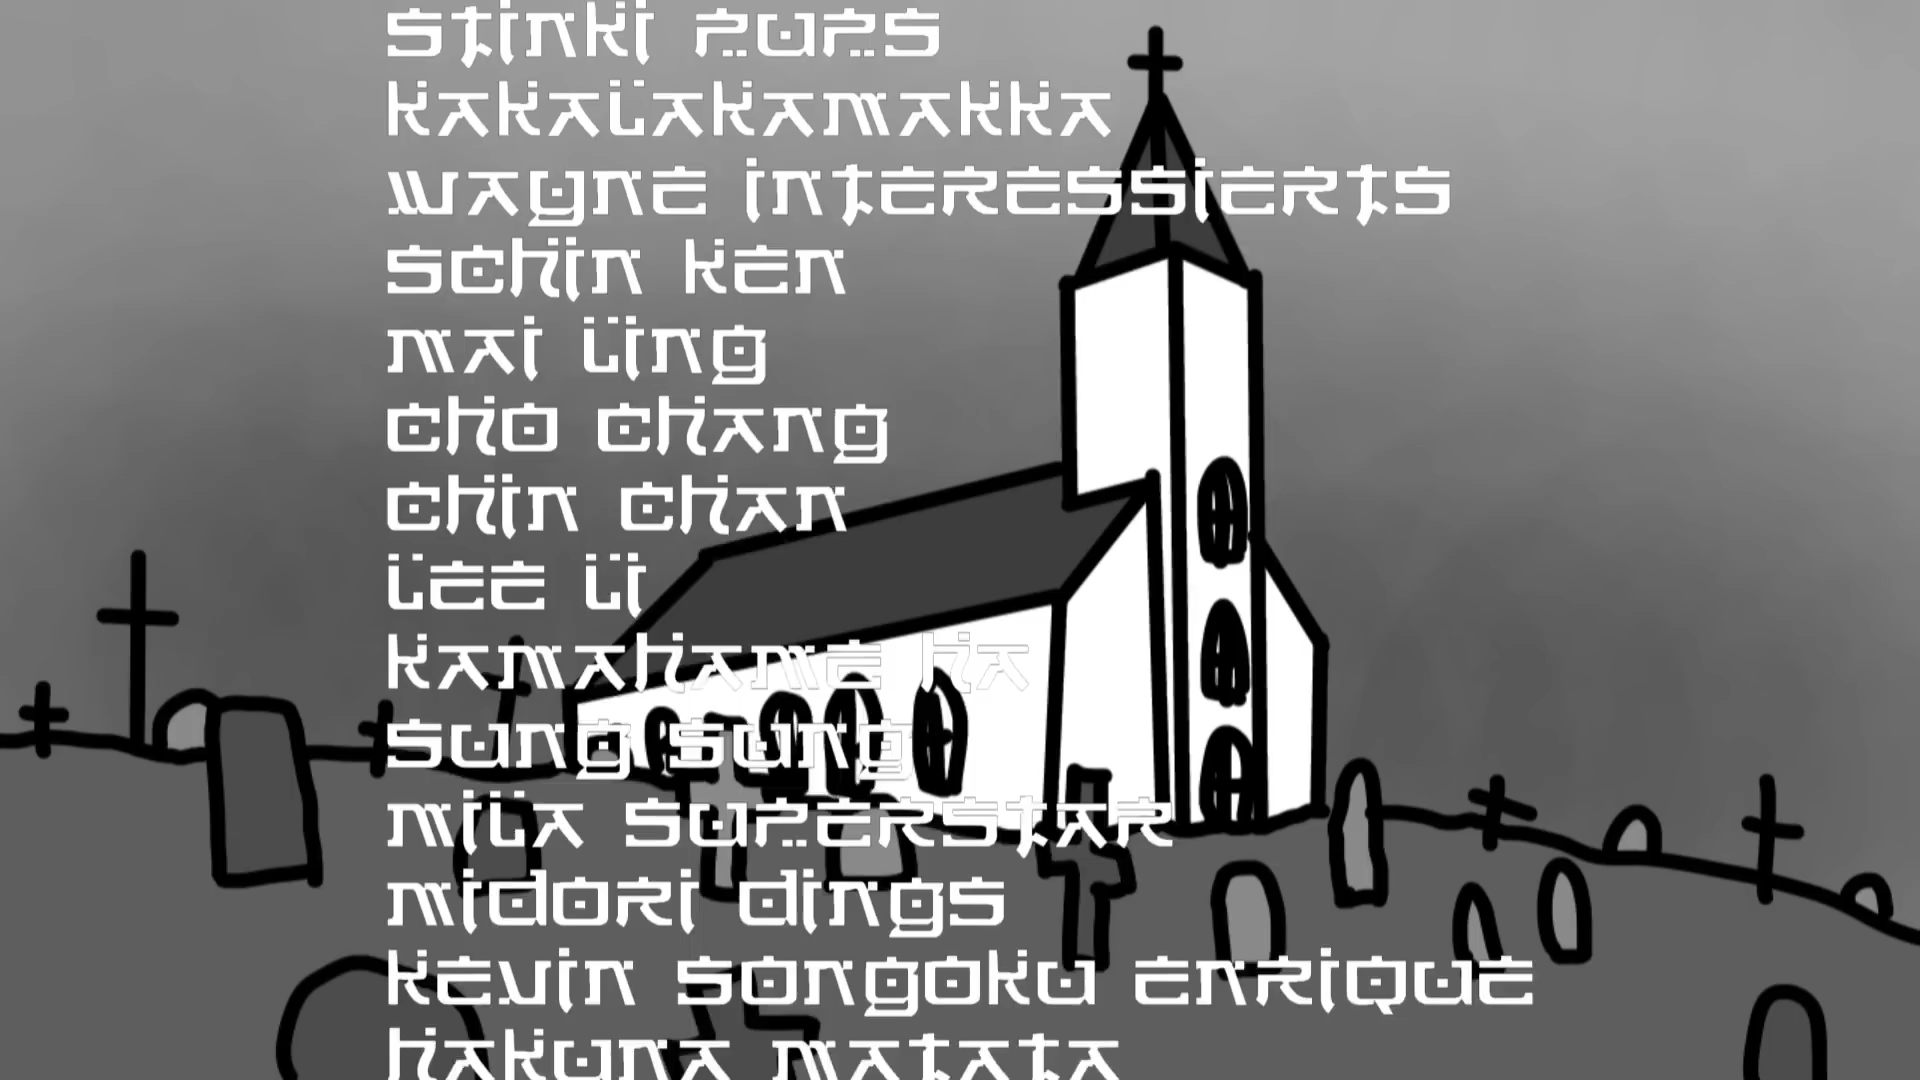 stinki pups
kakalakamakka
wayne interessierts
schin ken
mai ling
cho chang
chin chan
lee li
kamahame ha
sung sung
mila superstar
midori dings
kevin songoku enrique
hakuna matata